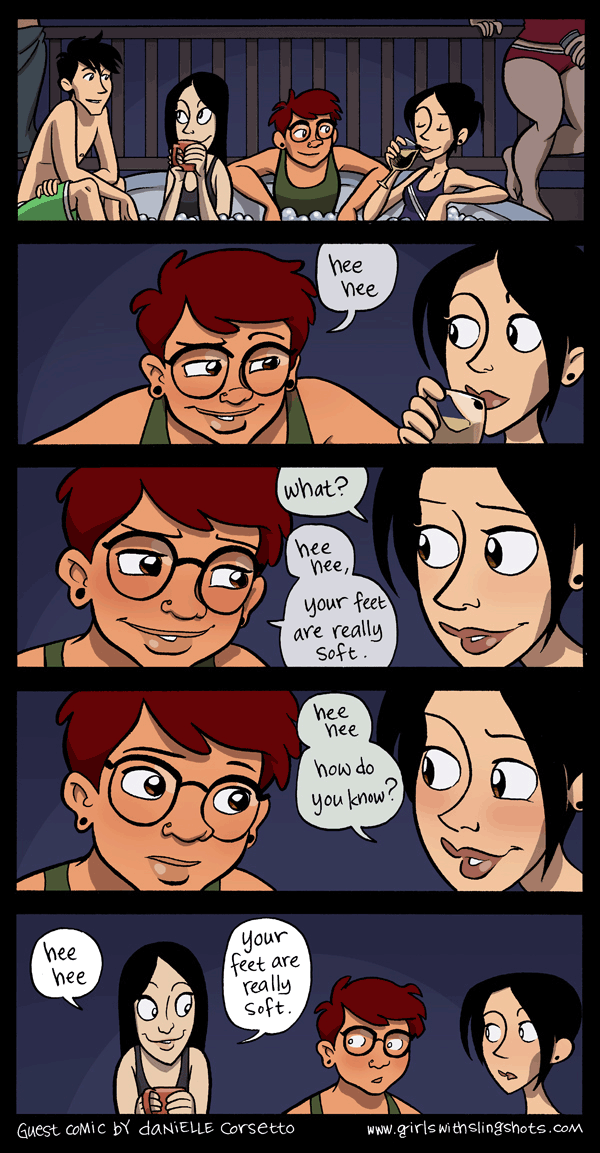 hee
nee
what?
hee
hee,
your feet
are really
soft.
hee
hee
how do
you know?
hee
hee
your
feet are
really
soft.
GUEST COMIC BY DANIELLE CORSETTO
www.girlswithslingshots.com